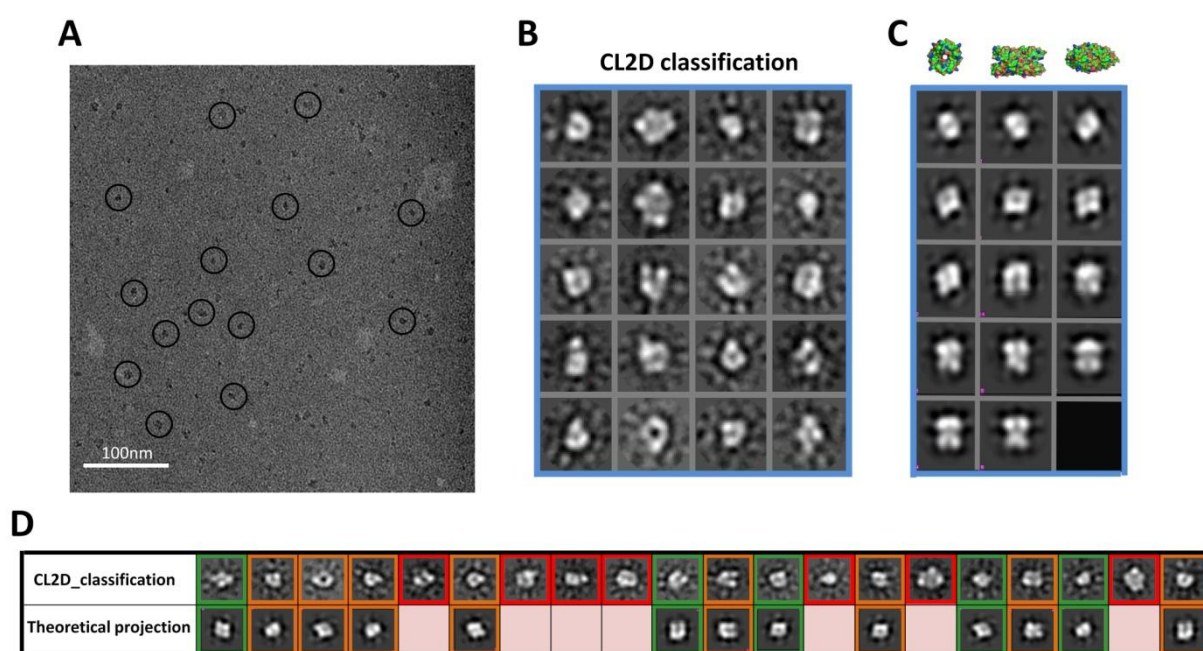 A
B
C
CL2D classification
100nm
D
CL2D_classification
Theoretical projection